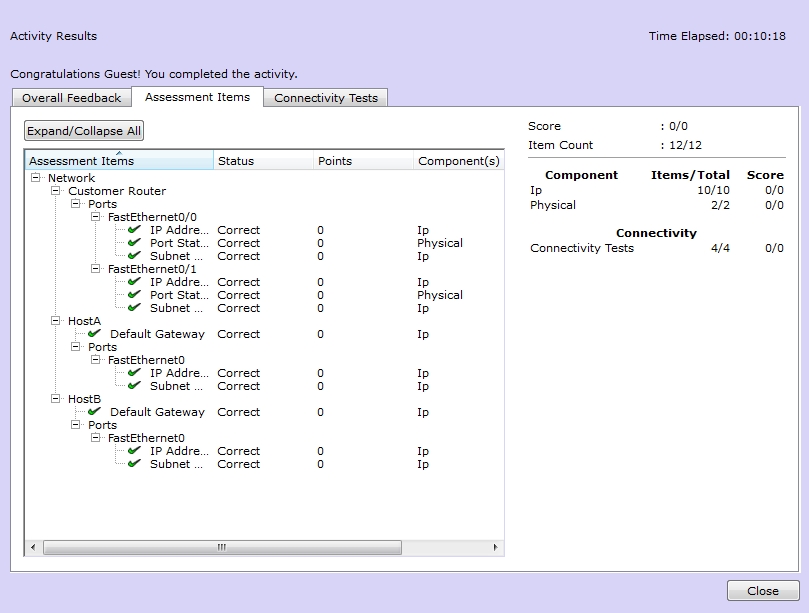 Activity Results
Time Elapsed: 00:10:18
Congratulations Guest! You completed the activity.
Overall Feedback Assessment Items Connectivity Tests
Expand/Collapse All
Assessment Items Status Points Component(s)
Network
Customer Router
Ports
FastEthernet0/0
IP Addre... Correct 0 Ip
Port Stat... Correct 0 Physical
Subnet ... Correct 0 Ip
FastEthernet0/1
IP Addre... Correct 0 Ip
Port Stat... Correct 0 Physical
Subnet ... Correct 0 Ip
HostA
Default Gateway Correct 0 Ip
Ports
FastEthernet0
IP Addre... Correct 0 Ip
Subnet ... Correct 0 Ip
HostB
Default Gateway Correct 0 Ip
Ports
FastEthernet0
IP Addre... Correct 0 Ip
Subnet ... Correct 0 Ip
Score : 0/0
Item Count : 12/12
Component Items/Total Score
Ip 10/10 0/0
Physical 2/2 0/0
Connectivity
Connectivity Tests 4/4 0/0
Close